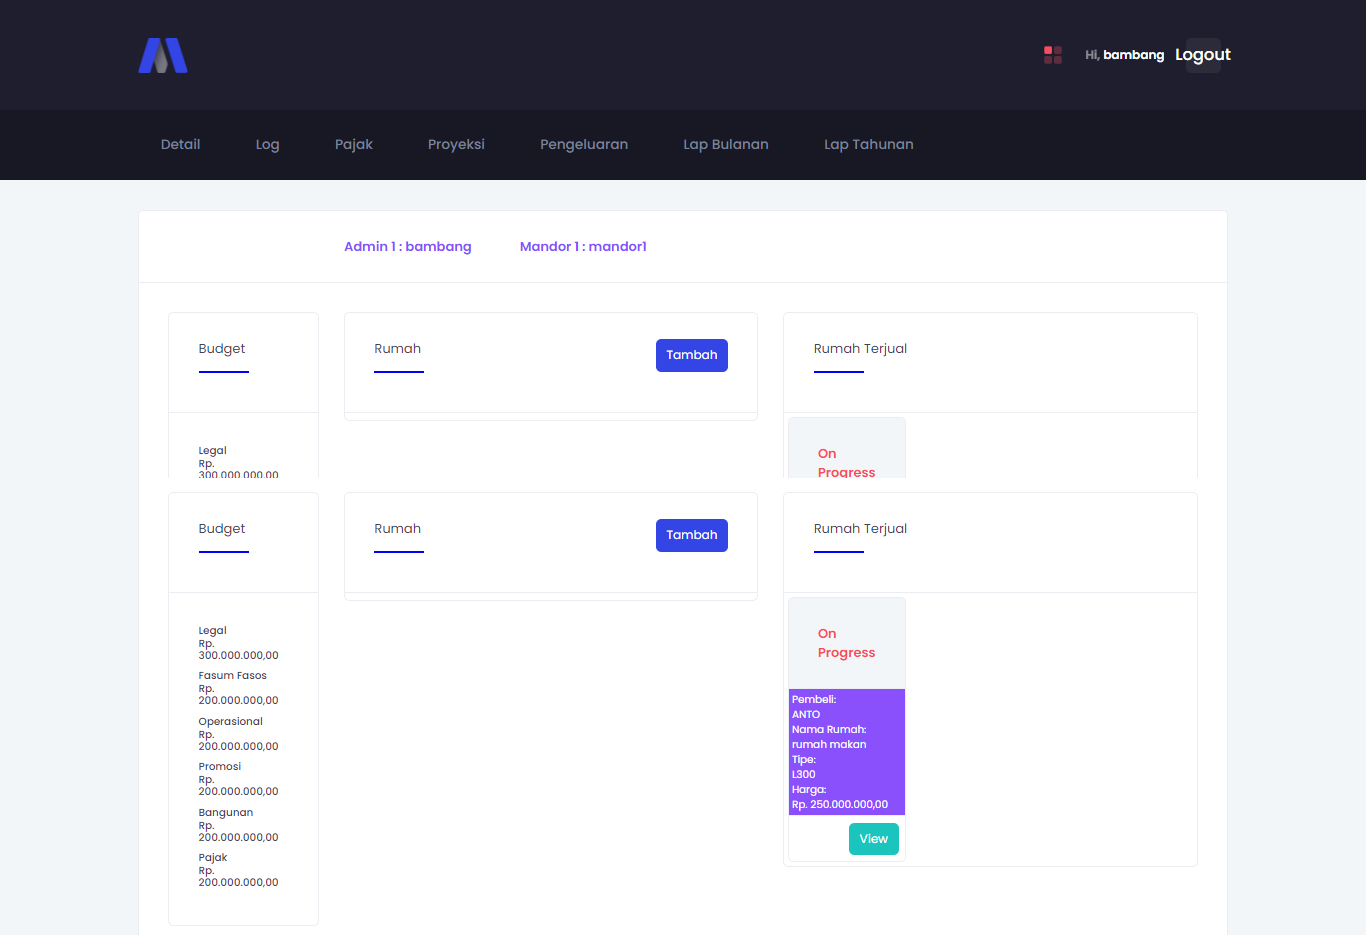 Hi, bambang Logout
Detail Log Pajak Proyeksi Pengeluaran Lap Bulanan Lap Tahunan
Admin 1 : bambang Mandor 1 : mandor1
Budget
Rumah
Tambah
Rumah Terjual
Legal
Rp.
300.000.000,00
On
Progress
Budget
Rumah
Tambah
Rumah Terjual
Legal
Rp.
300.000.000,00
Fasum Fasos
Rp.
200.000.000,00
Operasional
Rp.
200.000.000,00
Promosi
Rp.
200.000.000,00
Bangunan
Rp.
200.000.000,00
Pajak
Rp.
200.000.000,00
On
Progress
Pembeli:
ANTO
Nama Rumah:
rumah makan
Tipe:
L300
Harga:
Rp. 250.000.000,00
View